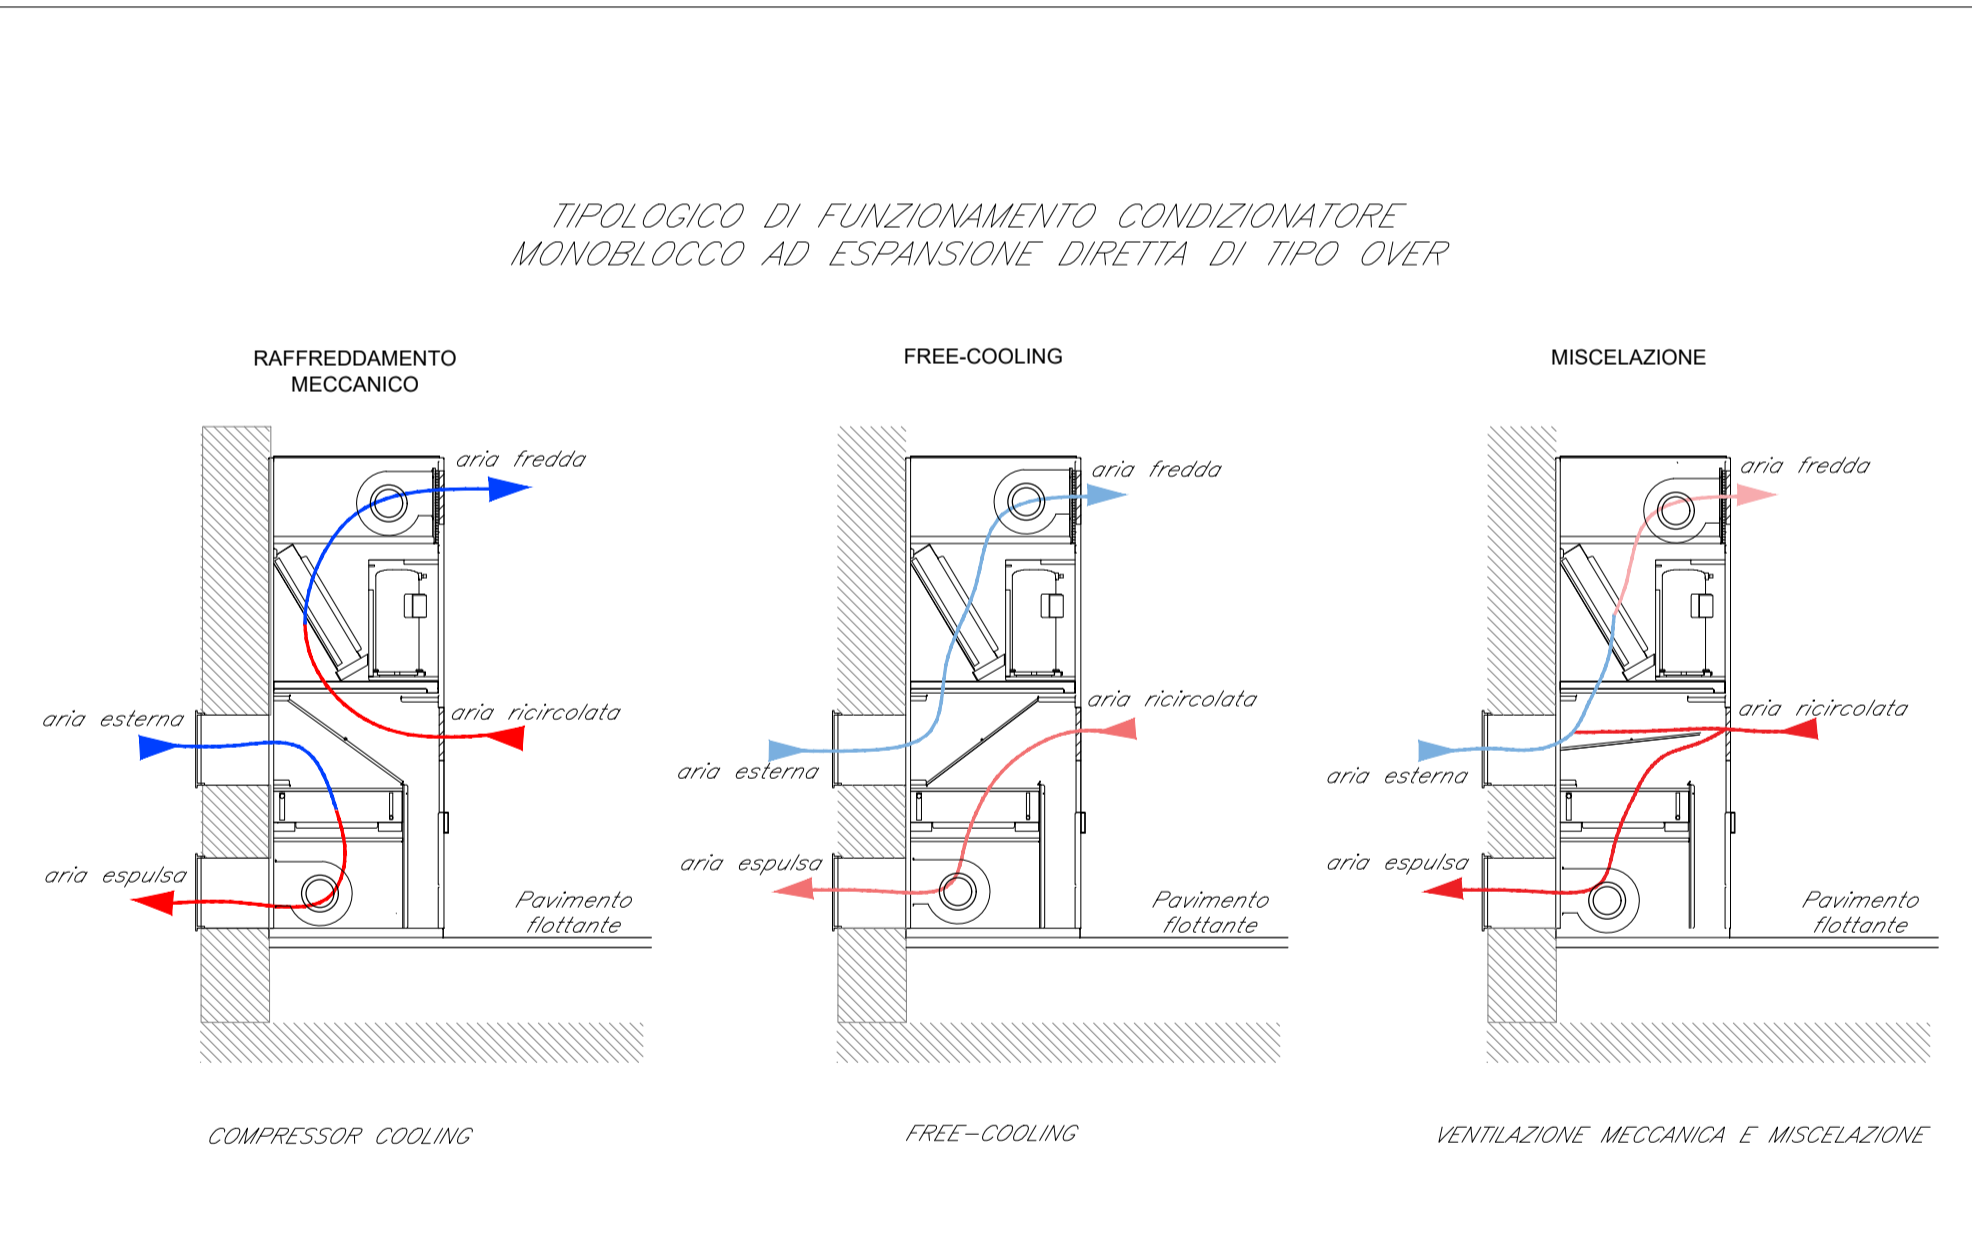 TIPOLOGICO DI FUNZIONAMENTO CONDIZIONATORE
MONOBLOCCO AD ESPANSIONE DIRETTA DI TIPO OVER
RAFFREDDAMENTO
MECCANICO
aria fredda
aria esterna
aria ricircolata
aria espulsa
Pavimento
flottante
COMPRESSOR COOLING
FREE-COOLING
aria fredda
aria ricircolata
aria esterna
aria espulsa
Pavimento
flottante
FREE-COOLING
MISCELAZIONE
aria fredda
aria ricircolata
aria esterna
aria espulsa
Pavimento
flottante
VENTILAZIONE MECCANICA E MISCELAZIONE